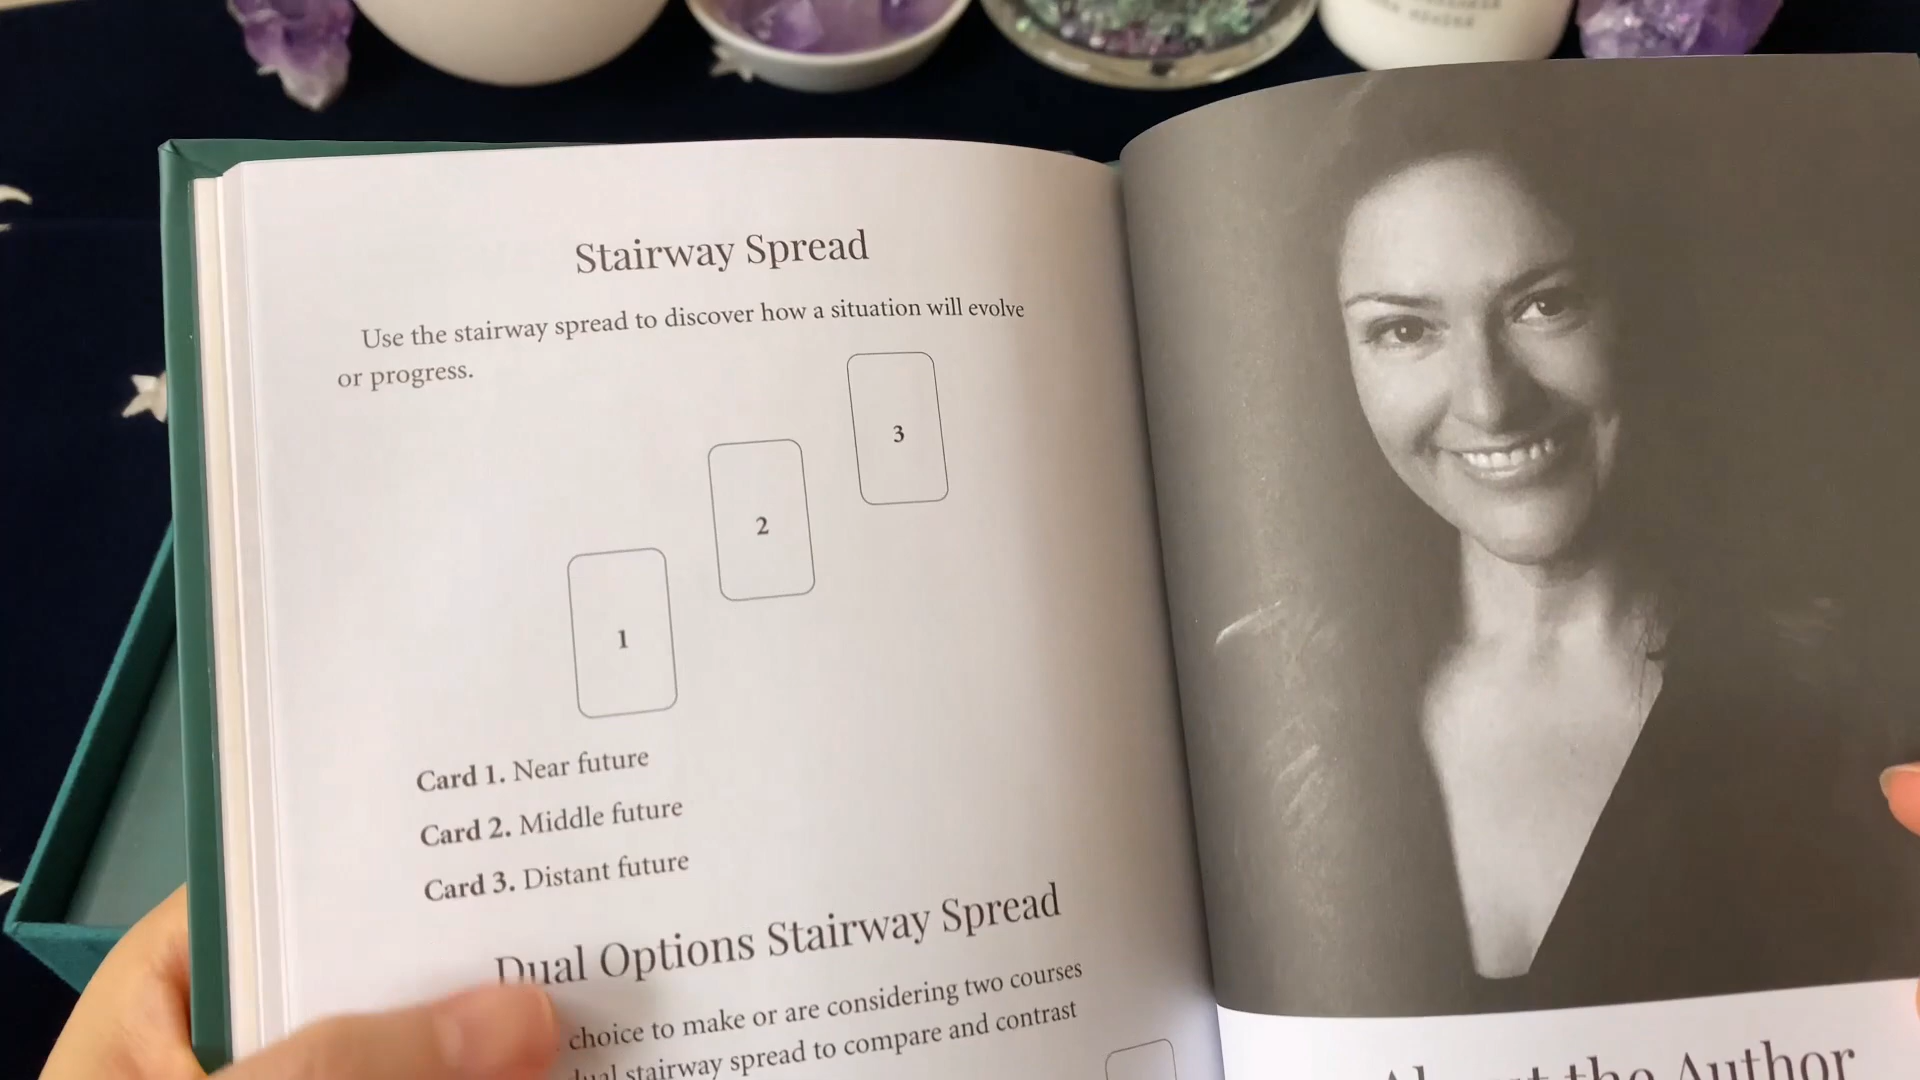 Stairway Spread
Use the stairway spread to discover how a situation will evolve
or progress.
3
2
1
Card 1. Near future
Card 2. Middle future
Card 3. Distant future
Dual Options Stairway Spread
choice to make or are considering two courses
stairway spread to compare and contrast
About the Author